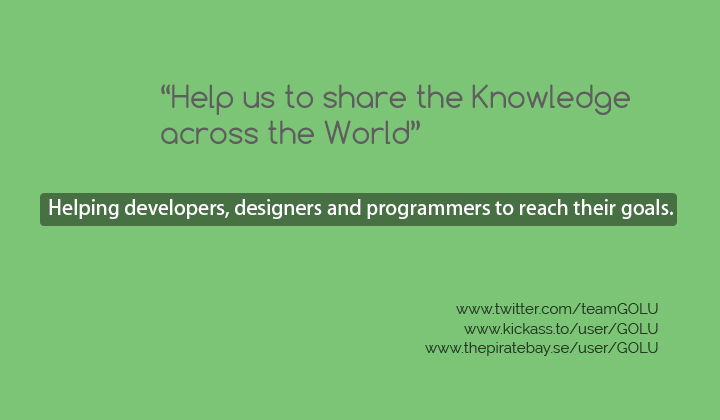 “Help us to share the Knowledge
across the World”
Helping developers, designers and programmers to reach their goals.
www.twitter.com/teamGOLU
www.kickass.to/user/GOLU
www.thepiratebay.se/user/GOLU